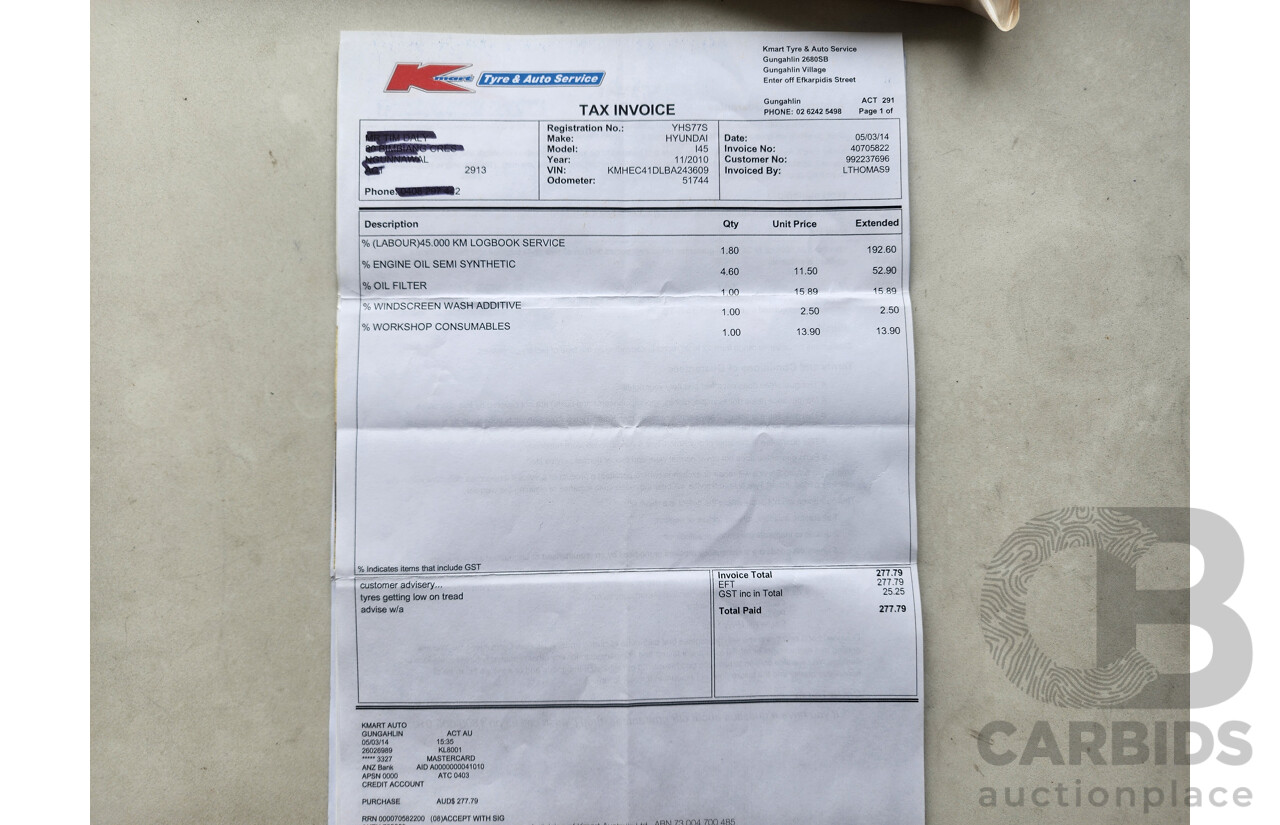 Kmart Tyre & Auto Service
Gungahlin 2680SB
Gungahlin Village
Enter off Efkarpidis Street
Kmart Tyre & Auto Service
Gungahlin ACT 291
PHONE: 02 6242 5498 Page 1 of
TAX INVOICE
NGUNNAWAL
2913
Phone:
Registration No.: YHS77S
Make: HYUNDAI
Model: I45
Year: 11/2010
VIN: KMHEC41DLBA243609
Odometer: 51744
Date: 05/03/14
Invoice No: 40705822
Customer No: 992237696
Invoiced By: LTHOMAS9
Description Qty Unit Price Extended
% (LABOUR)45.000 KM LOGBOOK SERVICE 1.80 192.60
% ENGINE OIL SEMI SYNTHETIC 4.60 11.50 52.90
% OIL FILTER 1.00 15.89 15.89
% WINDSCREEN WASH ADDITIVE 1.00 2.50 2.50
% WORKSHOP CONSUMABLES 1.00 13.90 13.90
% Indicates items that include GST
customer advisery...
tyres getting low on tread
advise w/a
Invoice Total 277.79
EFT 277.79
GST inc in Total 25.25
Total Paid 277.79
KMART AUTO
GUNGAHLIN ACT AU
05/03/14 15:35
26026989 KL8001
***** 3327 MASTERCARD
ANZ Bank AID A0000000041010
APSN 0000 ATC 0403
CREDIT ACCOUNT
PURCHASE AUD$ 277.79
RRN 000070562200 (08)ACCEPT WITH SIG
ABN 73 004 700 485
CB
CARBIDS
auctionplace